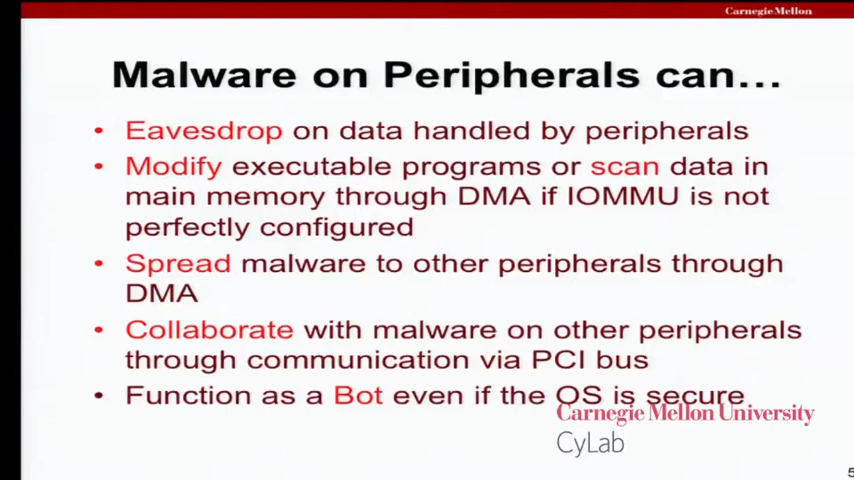 Carnegie Mellon
Malware on Peripherals can…
• Eavesdrop on data handled by peripherals
• Modify executable programs or scan data in
main memory through DMA if IOMMU is not
perfectly configured
• Spread malware to other peripherals through
DMA
• Collaborate with malware on other peripherals
through communication via PCI bus
• Function as a Bot even if the OS is secure
Carnegie Mellon University
CyLab
5